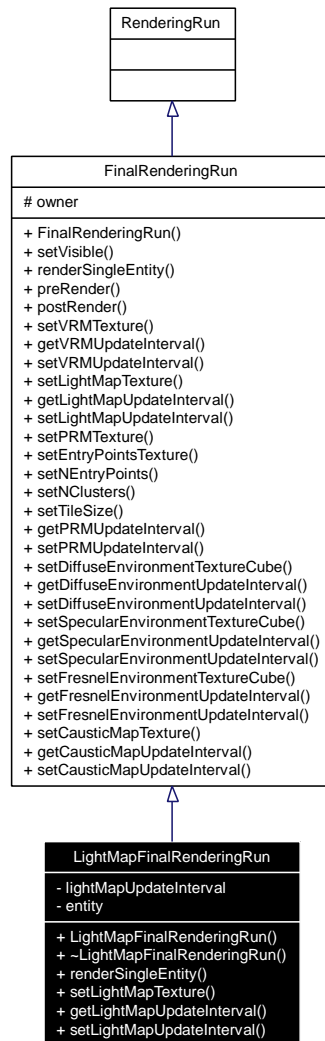 RenderingRun
FinalRenderingRun
# owner
+ FinalRenderingRun()
+ setVisible()
+ renderSingleEntity()
+ preRender()
+ postRender()
+ setVRMTexture()
+ getVRMUpdateInterval()
+ setVRMUpdateInterval()
+ setLightMapTexture()
+ getLightMapUpdateInterval()
+ setLightMapUpdateInterval()
+ setPRMTexture()
+ setEntryPointsTexture()
+ setNEntryPoints()
+ setNClusters()
+ setTileSize()
+ getPRMUpdateInterval()
+ setPRMUpdateInterval()
+ setDiffuseEnvironmentTextureCube()
+ getDiffuseEnvironmentUpdateInterval()
+ setDiffuseEnvironmentUpdateInterval()
+ setSpecularEnvironmentTextureCube()
+ getSpecularEnvironmentUpdateInterval()
+ setSpecularEnvironmentUpdateInterval()
+ setFresnelEnvironmentTextureCube()
+ getFresnelEnvironmentUpdateInterval()
+ setFresnelEnvironmentUpdateInterval()
+ setCausticMapTexture()
+ getCausticMapUpdateInterval()
+ setCausticMapUpdateInterval()
LightMapFinalRenderingRun
- lightMapUpdateInterval
- entity
+ LightMapFinalRenderingRun()
+ ~LightMapFinalRenderingRun()
+ renderSingleEntity()
+ setLightMapTexture()
+ getLightMapUpdateInterval()
+ setLightMapUpdateInterval()